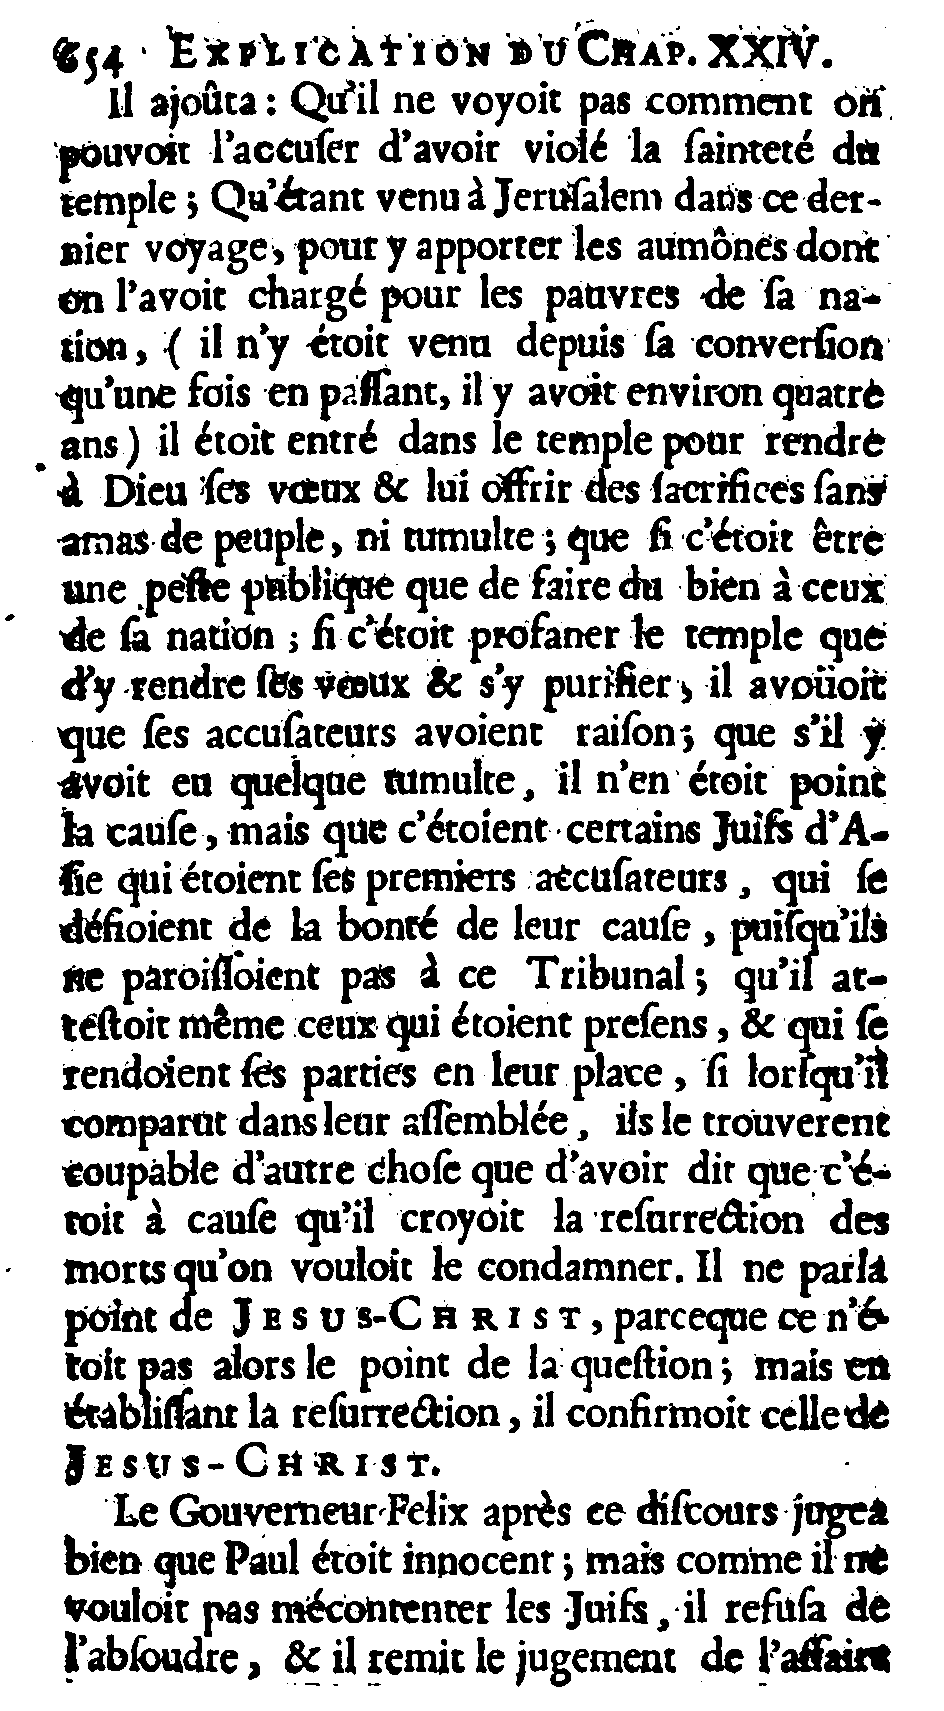 654 EXPLICATION DU CHAP. XXIV.
Il ajoûta : Qu'il ne voyoit pas comment on
pouvoit l'accuſer d'avoir violé la ſainteté du
temple ; Qu'étant venu à Jeruſalem dans ce der-
nier voyage, pour y apporter les aumônes dont
on l'avoit chargé pour les pauvres de ſa na-
tion, ( il n'y étoit venu depuis ſa converſion
qu'une fois en paſſant, il y avoit environ quatre
ans ) il étoit entré dans le temple pour rendre
à Dieu ſes vœux & lui offrir des ſacrifices ſans
amas de peuple, ni tumulte ; que ſi c'étoit être
une peſte publique que de faire du bien à ceux
de ſa nation ; ſi c'étoit profaner le temple que
d'y rendre ſes vœux & s'y purifier, il avoüoit
que ſes accuſateurs avoient raiſon ; que s'il y
avoit eu quelque tumulte, il n'en étoit point
la cauſe, mais que c'étoient certains Juifs d'A-
ſie qui étoient ſes premiers accuſateurs, qui ſe
défioient de la bonté de leur cauſe, puiſqu'ils
ne paroiſſoient pas à ce Tribunal ; qu'il at-
teſtoit même ceux qui étoient preſens, & qui ſe
rendoient ſes parties en leur place, ſi lorſqu'il
comparut dans leur aſſemblée, ils le trouverent
coupable d'autre choſe que d'avoir dit que c'é-
toit à cauſe qu'il croyoit la reſurrection des
morts qu'on vouloit le condamner. Il ne parla
point de JESUS-CHRIST, parceque ce n'é-
toit pas alors le point de la queſtion ; mais en
établiſſant la reſurrection, il confirmoit celle de
JESUS-CHRIST.
Le Gouverneur Felix après ce diſcours jugea
bien que Paul étoit innocent ; mais comme il ne
vouloit pas mécontenter les Juifs, il refuſa de
l'abſoudre, & il remit le jugement de l'affaire